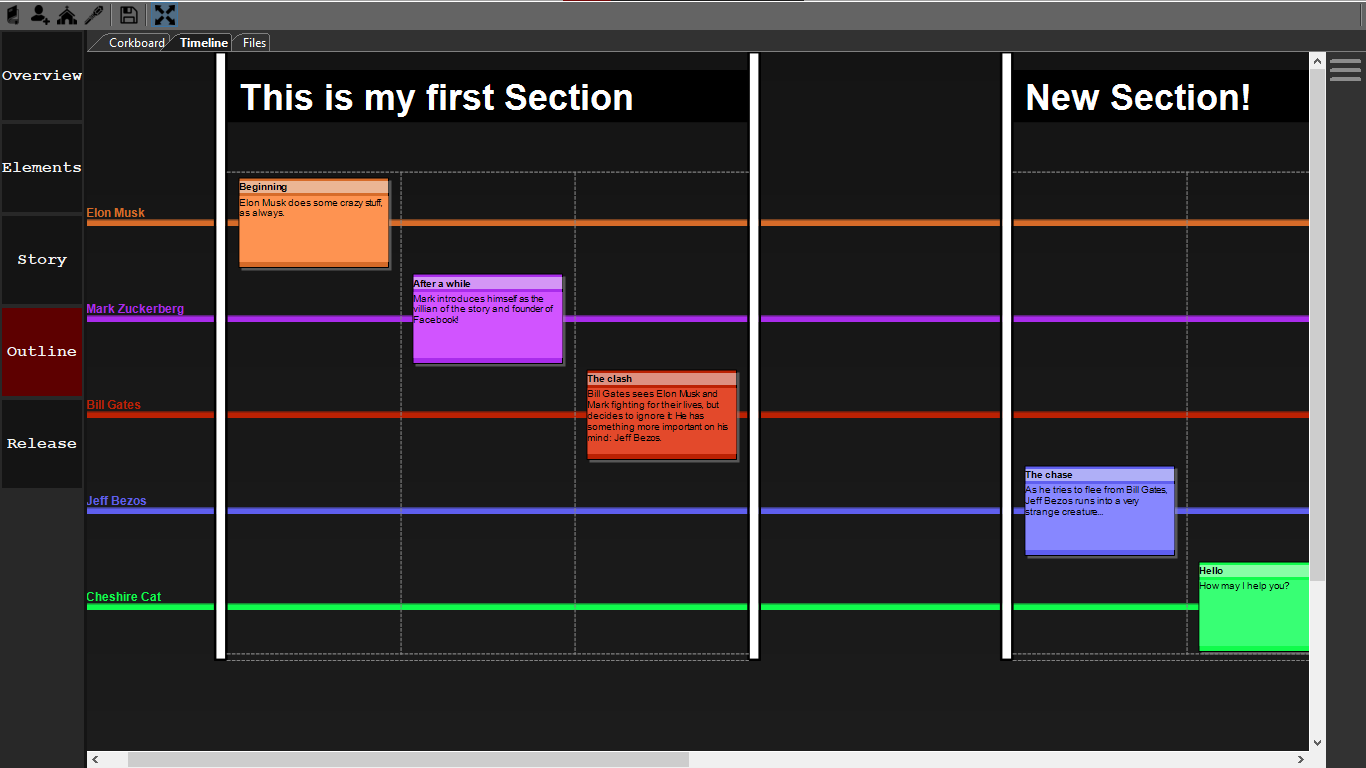 Corkboard Timeline Files
Overview
Elements
Story
Outline
Release
This is my first Section
New Section!
Elon Musk
Beginning
Elon Musk does some crazy stuff,
as always.
Mark Zuckerberg
After a while
Mark introduces himself as the
villian of the story and founder of
Facebook!
Bill Gates
The clash
Bill Gates sees Elon Musk and
Mark fighting for their lives, but
decides to ignore it. He has
something more important on his
mind: Jeff Bezos.
Jeff Bezos
The chase
As he tries to flee from Bill Gates,
Jeff Bezos runs into a very
strange creature...
Cheshire Cat
Hello
How may I help you?